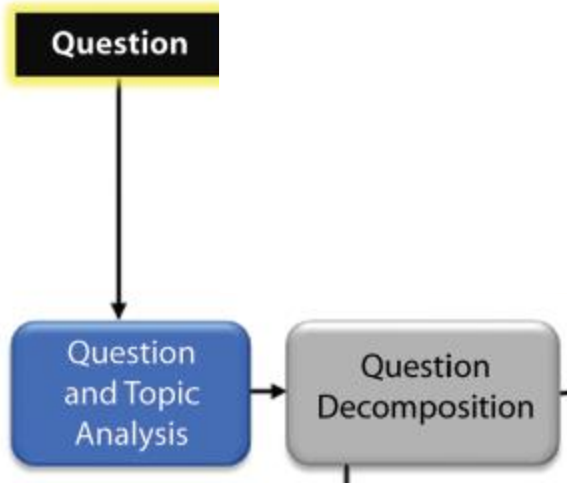 Question
Question
and Topic
Analysis
Question
Decomposition